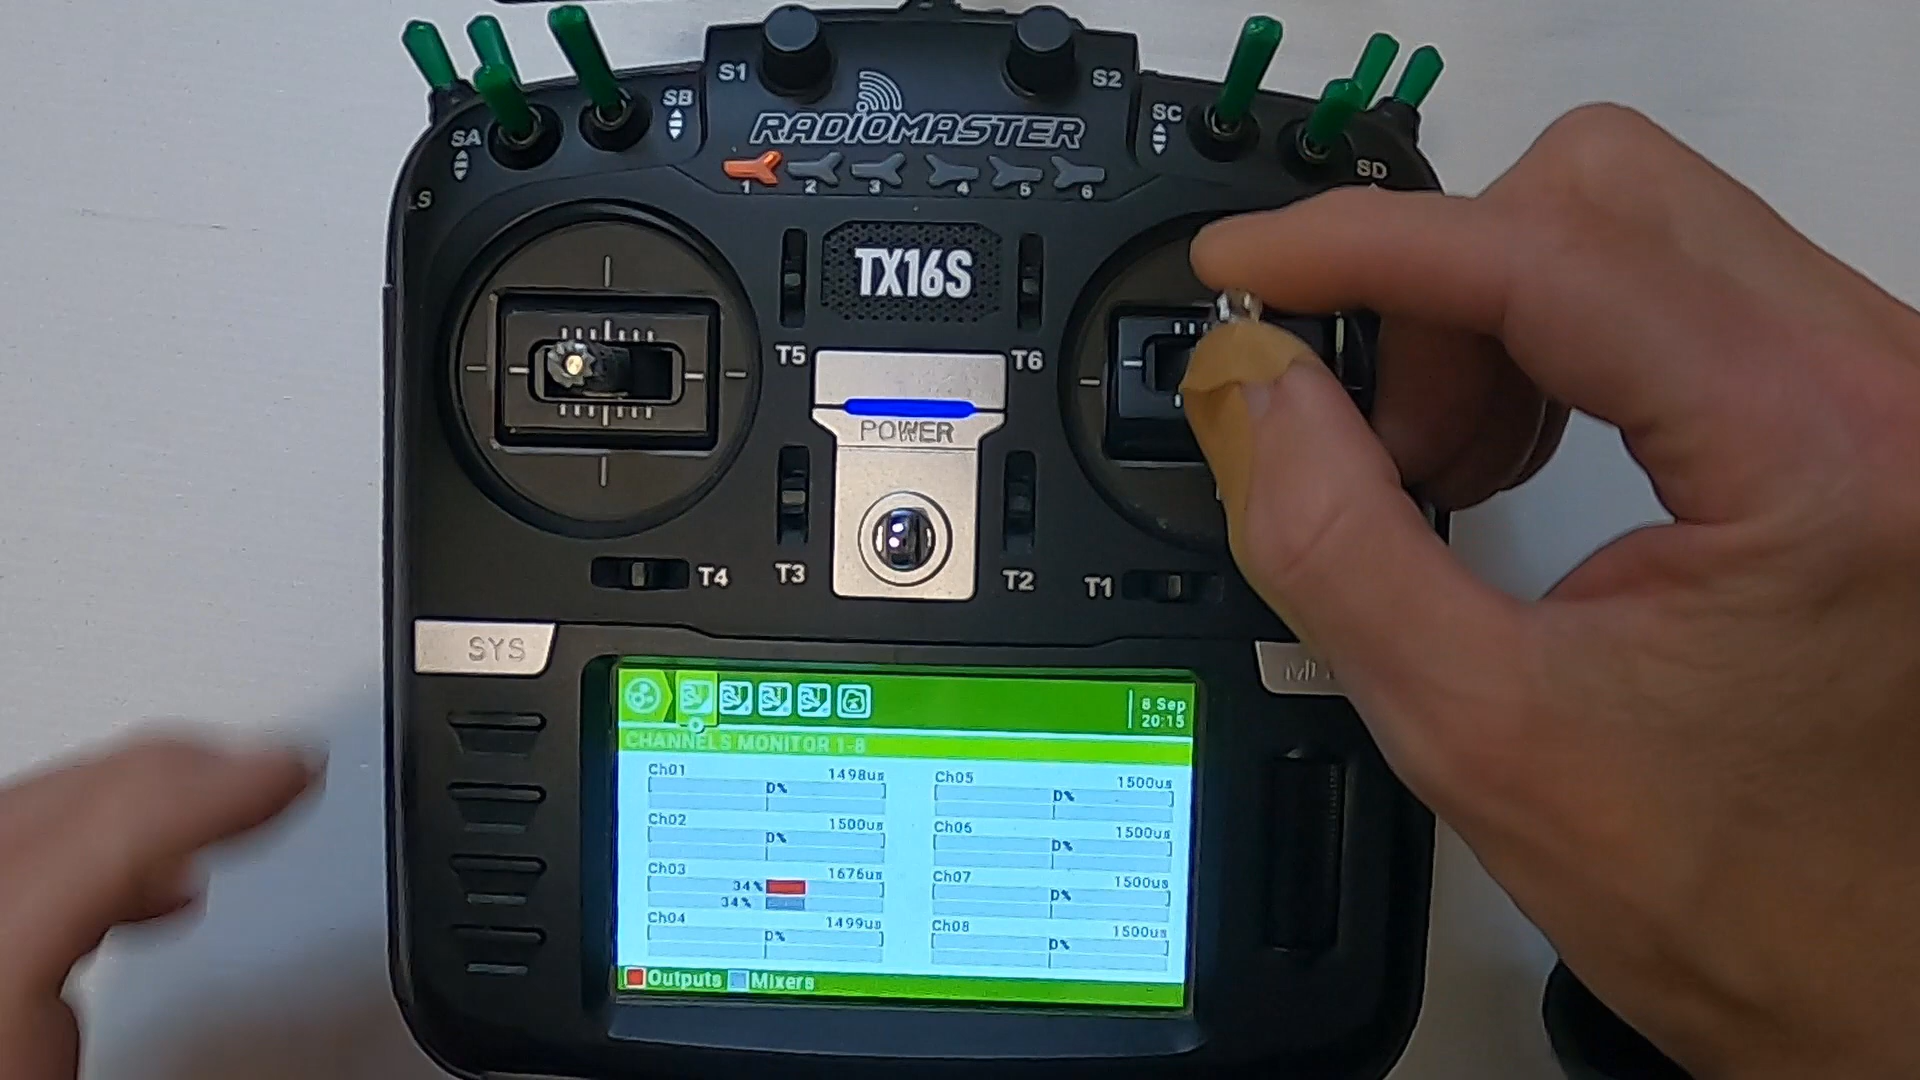 S1
S2
SB
SC
SA
SD
RADIOMASTER
1 2 3 4 5 6
LS
TX16S
T5
T6
POWER
T4
T3
T2
T1
SYS
8 Sep
20:15
CHANNELS MONITOR 1-8
Ch01 1498us
0%
Ch02 1500us
0%
Ch03 1676us
34%
34%
Ch04 1499us
0%
Ch05 1500us
0%
Ch06 1500us
0%
Ch07 1500us
0%
Ch08 1500us
0%
Outputs Mixers